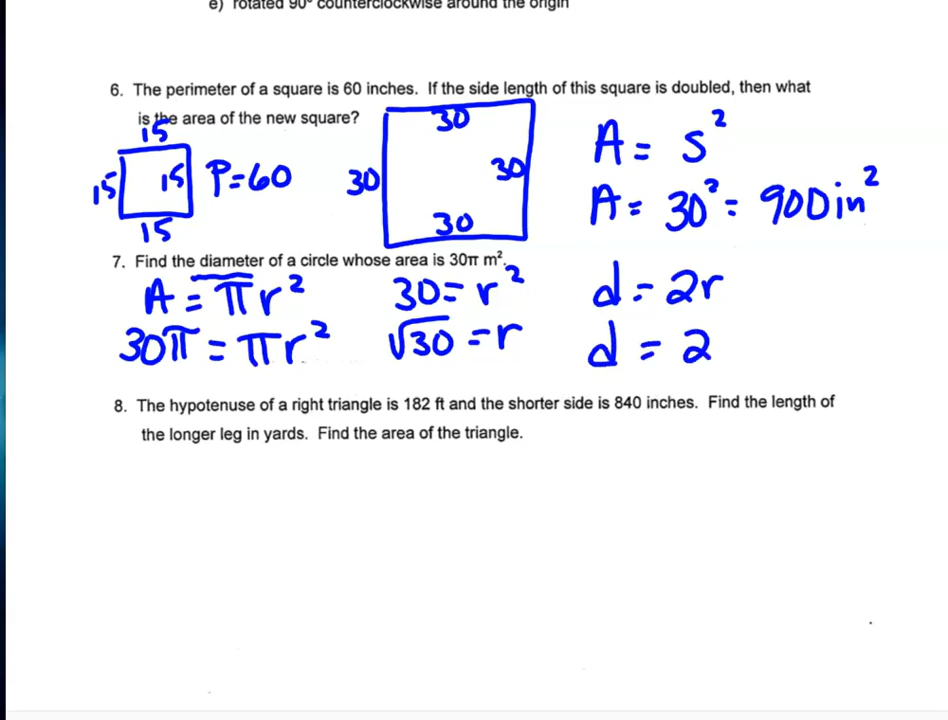 e) rotated 90° counterclockwise around the origin
6. The perimeter of a square is 60 inches. If the side length of this square is doubled, then what
is the area of the new square?
15
15
15
15
P=60
30
30
30
30
A = s²
A = 30² = 900in²
7. Find the diameter of a circle whose area is 30π m².
A = πr²
30π = πr²
30 = r²
√30 = r
d = 2r
d = 2
8. The hypotenuse of a right triangle is 182 ft and the shorter side is 840 inches. Find the length of
the longer leg in yards. Find the area of the triangle.